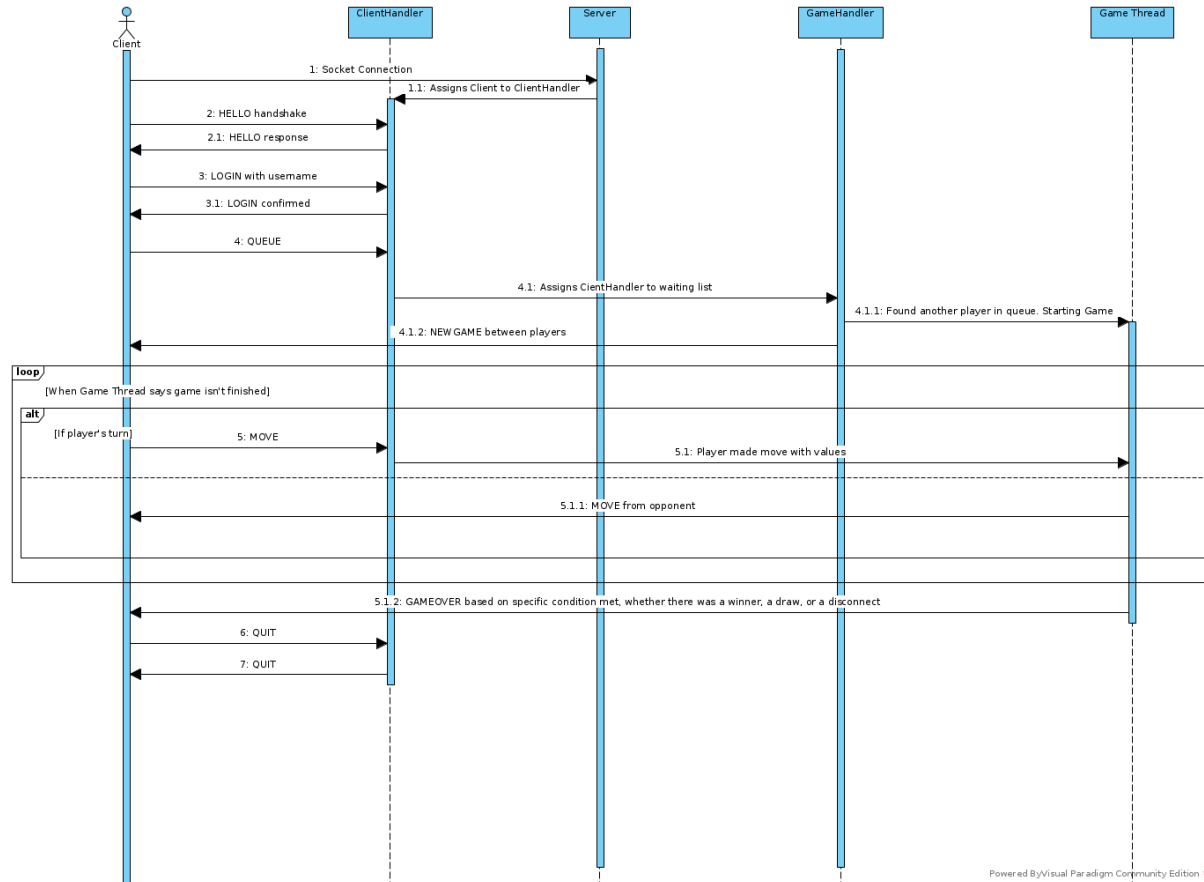 ClientHandler
Server
GameHandler
Game Thread
Client
1: Socket Connection
1.1: Assigns Client to ClientHandler
2: HELLO handshake
2.1: HELLO response
3: LOGIN with username
3.1: LOGIN confirmed
4: QUEUE
4.1: Assigns CientHandler to waiting list
4.1.1: Found another player in queue. Starting Game
4.1.2: NEWGAME between players
loop
[When Game Thread says game isn't finished]
alt
[If player's turn]
5: MOVE
5.1: Player made move with values
5.1.1: MOVE from opponent
5.1.2: GAMEOVER based on specific condition met, whether there was a winner, a draw, or a disconnect
6: QUIT
7: QUIT
Powered ByVisual Paradigm Community Edition